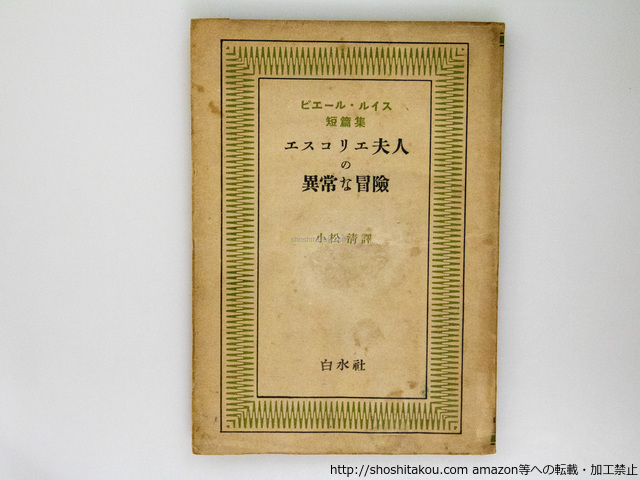 ピエール・ルイス
短篇集
エスコリエ夫人
の
異常な冒險
小松清譯
白水社
http://shoshitakou.com amazon等への転載・加工禁止